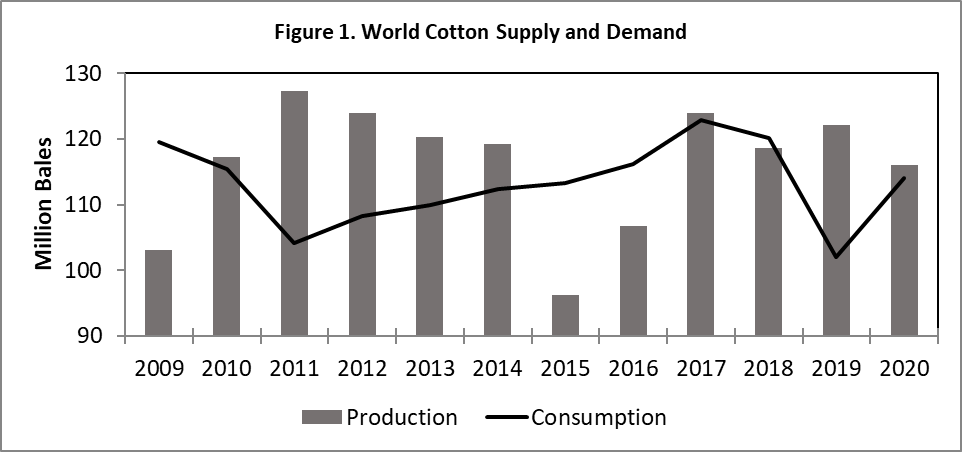 Figure 1. World Cotton Supply and Demand
Million Bales
130
120
110
100
90
2009 2010 2011 2012 2013 2014 2015 2016 2017 2018 2019 2020
Production Consumption